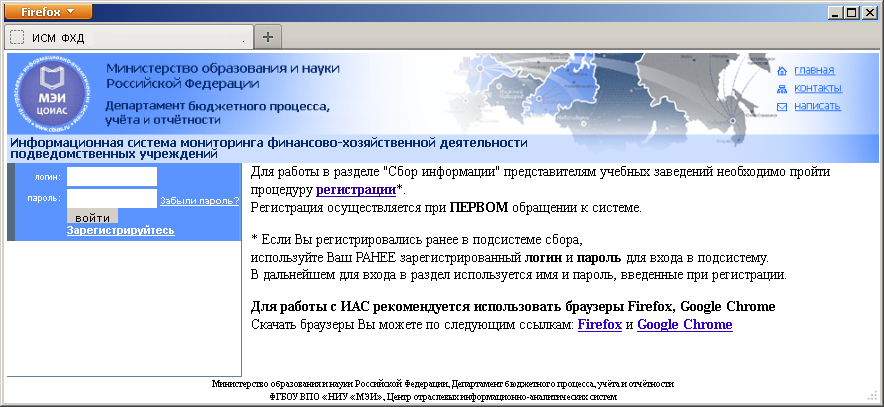 Firefox
ИСМ ФХД
МЭИ
ЦОИАС
Министерство образования и науки
Российской Федерации
Департамент бюджетного процесса,
учёта и отчётности
главная
контакты
написать
Информационная система мониторинга финансово-хозяйственной деятельности
подведомственных учреждений
логин:
пароль:
Забыли пароль?
войти
Зарегистрируйтесь
Для работы в разделе "Сбор информации" представителям учебных заведений необходимо пройти
процедуру регистрации*.
Регистрация осуществляется при ПЕРВОМ обращении к системе.
* Если Вы регистрировались ранее в подсистеме сбора,
используйте Ваш РАНЕЕ зарегистрированный логин и пароль для входа в подсистему.
В дальнейшем для входа в раздел используется имя и пароль, введенные при регистрации.
Для работы с ИАС рекомендуется использовать браузеры Firefox, Google Chrome
Скачать браузеры Вы можете по следующим ссылкам: Firefox и Google Chrome
Министерство образования и науки Российской Федерации, Департамент бюджетного процесса, учёта и отчётности
ФГБОУ ВПО «НИУ «МЭИ», Центр отраслевых информационно-аналитических систем